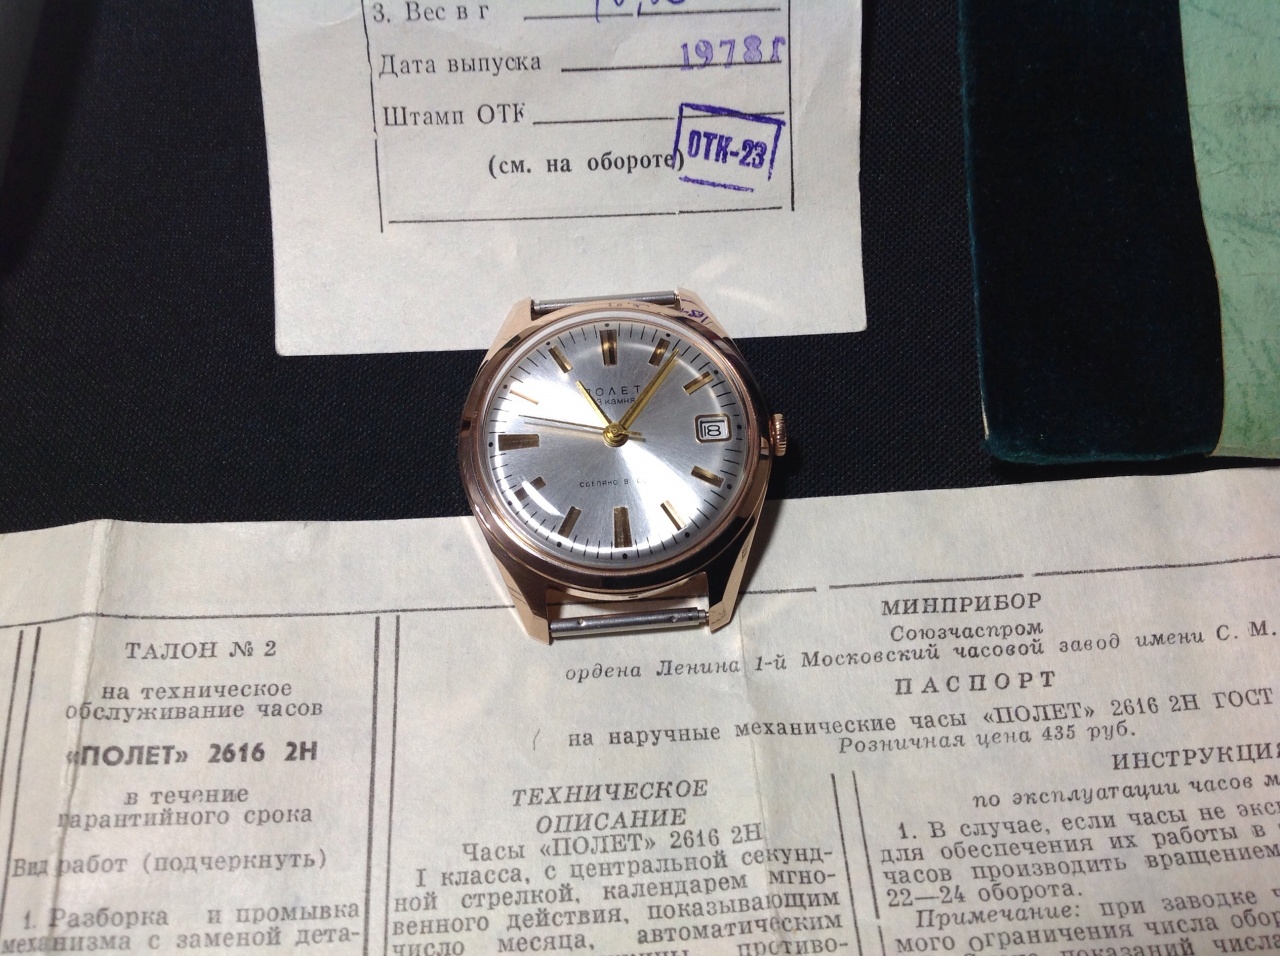 3. Вес в г
Дата выпуска 1978г
Штамп ОТК
ОТК-23
(см. на обороте)
ПОЛЕТ
камня
18
СДЕЛАНО В
ТАЛОН № 2
на техническое
обслуживание часов
«ПОЛЕТ» 2616 2Н
в течение
гарантийного срока
Вид работ (подчеркнуть)
1. Разборка и промывка
механизма с заменой дета-
МИНПРИБОР
Союзчаспром
ордена Ленина 1-й Московский часовой завод имени С. М.
ПАСПОРТ
на наручные механические часы «ПОЛЕТ» 2616 2Н ГОСТ
Розничная цена 435 руб.
ТЕХНИЧЕСКОЕ
ОПИСАНИЕ
Часы «ПОЛЕТ» 2616 2Н
I класса, с центральной секунд-
ной стрелкой, календарем мгно-
венного действия, показывающим
число месяца, автоматическим
противо-
ИНСТРУКЦИЯ
по эксплуатации часов
1. В случае, если часы не
для обеспечения их работы в
часов производить вращением
22—24 оборота.
Примечание: при заводке
мого ограничения числа
показаний числа